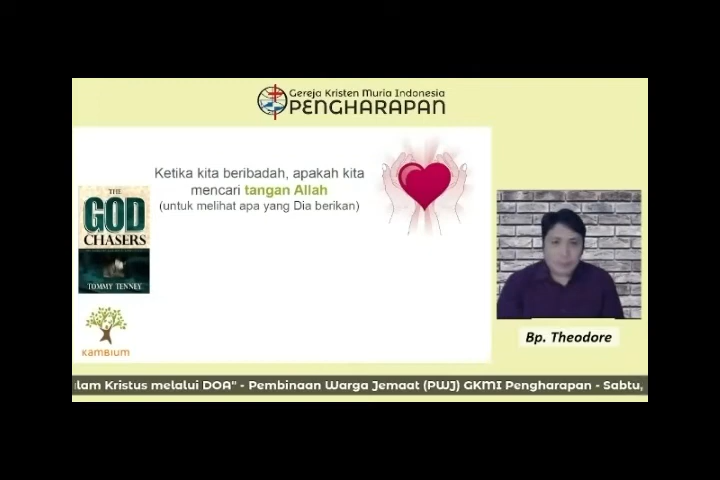 Gereja Kristen Muria Indonesia
PENGHARAPAN
Ketika kita beribadah, apakah kita
mencari tangan Allah
(untuk melihat apa yang Dia berikan)
THE
GOD
CHASERS
TOMMY TENNEY
KAMBIUM
Bp. Theodore
lam Kristus melalui DOA" - Pembinaan Warga Jemaat (PWJ) GKMI Pengharapan - Sabtu,